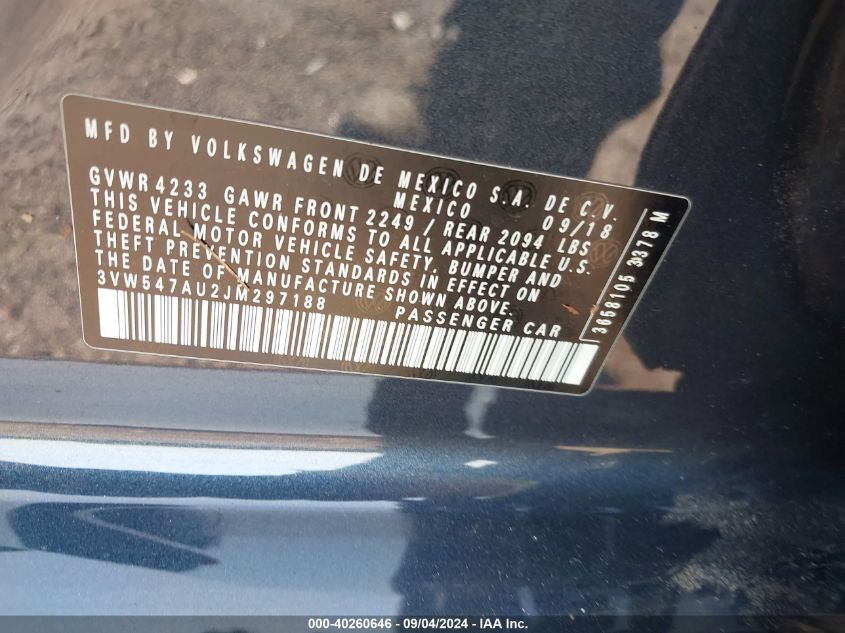 MFD BY VOLKSWAGEN DE MEXICO S.A. DE C.V.
MEXICO 09/18
GVWR 4233 GAWR FRONT 2249 / REAR 2094 LBS
THIS VEHICLE CONFORMS TO ALL APPLICABLE U.S.
FEDERAL MOTOR VEHICLE SAFETY, BUMPER AND
THEFT PREVENTION STANDARDS IN EFFECT ON
THE DATE OF MANUFACTURE SHOWN ABOVE.
3VW547AU2JM297188
PASSENGER CAR
3658105 3378 M
000-40260646 - 09/04/2024 - IAA Inc.